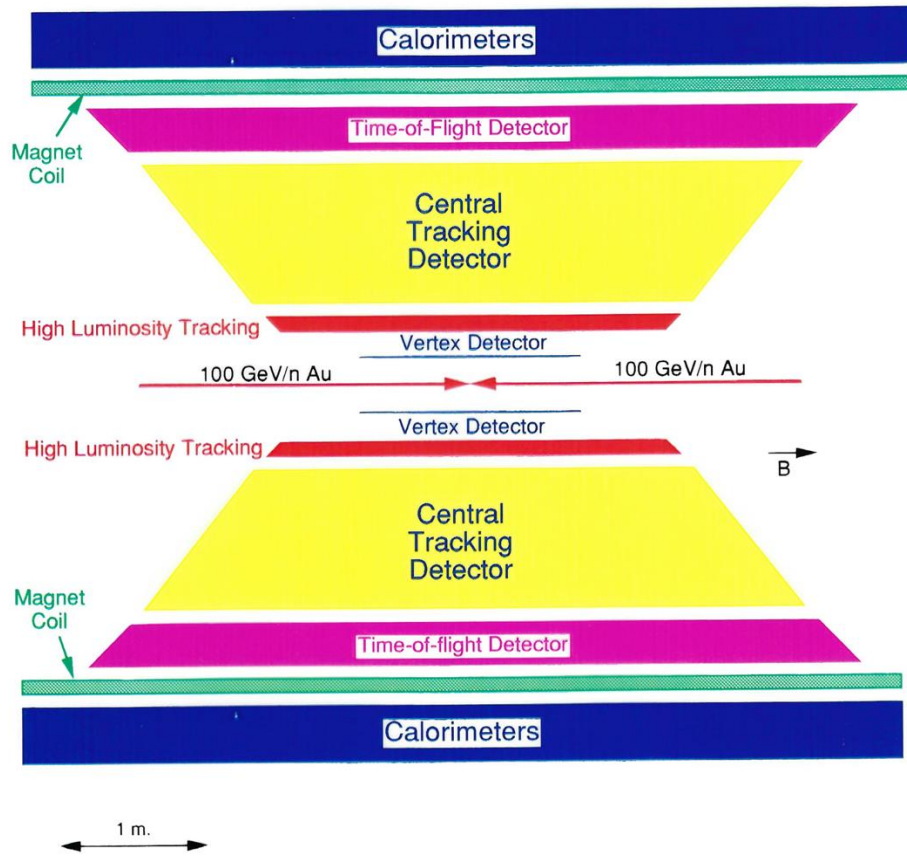 Calorimeters
Time-of-Flight Detector
Magnet
Coil
Central
Tracking
Detector
High Luminosity Tracking
Vertex Detector
100 GeV/n Au
100 GeV/n Au
Vertex Detector
High Luminosity Tracking
B
Central
Tracking
Detector
Magnet
Coil
Time-of-flight Detector
Calorimeters
1 m.